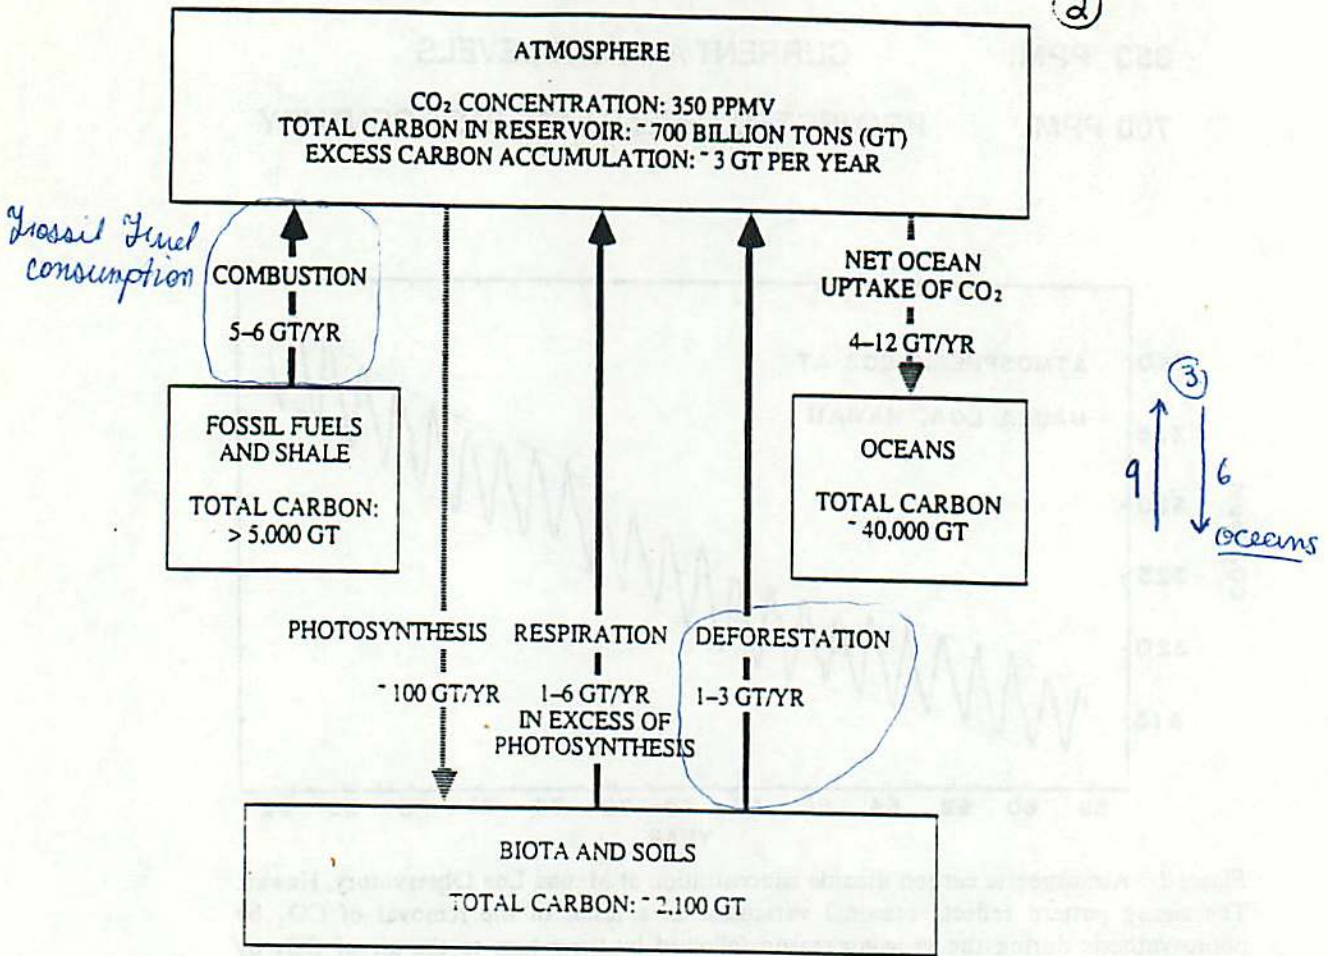 2
ATMOSPHERE
CO₂ CONCENTRATION: 350 PPMV
TOTAL CARBON IN RESERVOIR: ~700 BILLION TONS (GT)
EXCESS CARBON ACCUMULATION: ~3 GT PER YEAR
Fossil Fuel
consumption
COMBUSTION
5–6 GT/YR
NET OCEAN
UPTAKE OF CO₂
4–12 GT/YR
FOSSIL FUELS
AND SHALE
TOTAL CARBON:
> 5,000 GT
OCEANS
TOTAL CARBON
~40,000 GT
3
9
6
oceans
PHOTOSYNTHESIS
~100 GT/YR
RESPIRATION
1–6 GT/YR
IN EXCESS OF
PHOTOSYNTHESIS
DEFORESTATION
1–3 GT/YR
BIOTA AND SOILS
TOTAL CARBON: ~2,100 GT